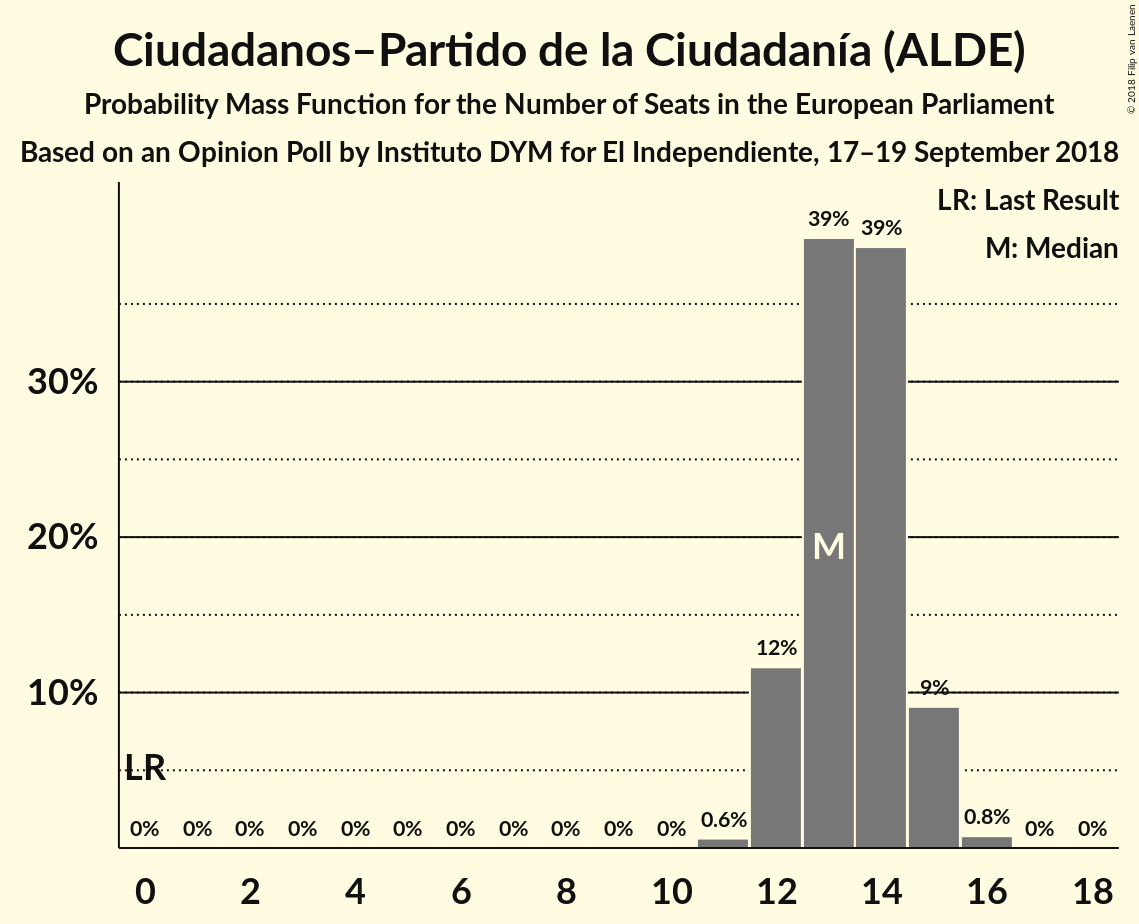 Ciudadanos–Partido de la Ciudadanía (ALDE)
Probability Mass Function for the Number of Seats in the European Parliament
Based on an Opinion Poll by Instituto DYM for El Independiente, 17–19 September 2018
© 2018 Filip van Laenen
LR: Last Result
M: Median
39% 39%
30%
20%
M
12%
10%
9%
LR
0% 0% 0% 0% 0% 0% 0% 0% 0% 0% 0% 0.6% 0.8% 0% 0%
0 2 4 6 8 10 12 14 16 18